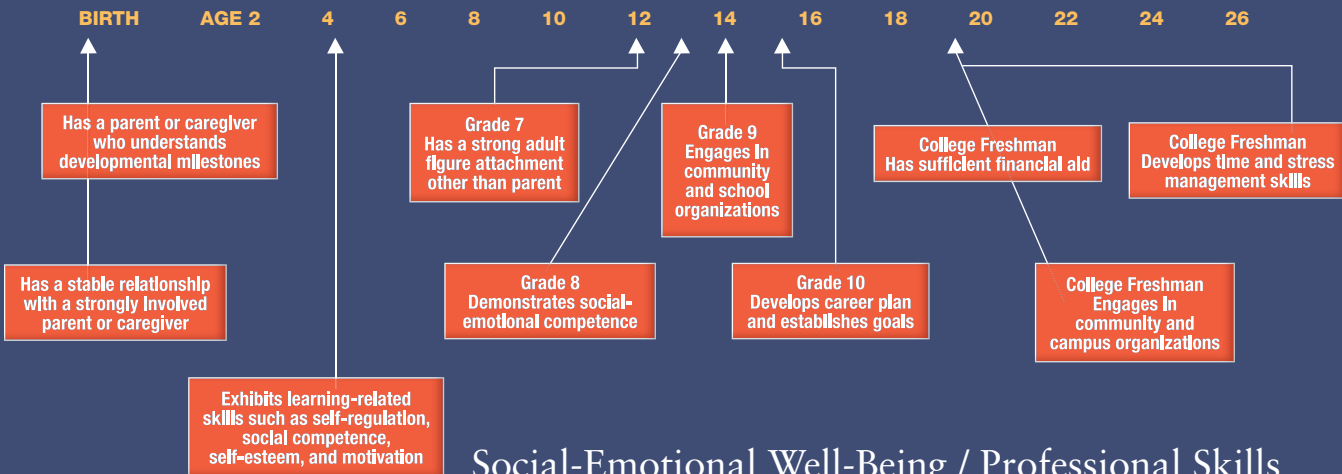 BIRTH AGE 2 4 6 8 10 12 14 16 18 20 22 24 26
Has a parent or caregiver
who understands
developmental milestones
Grade 7
Has a strong adult
figure attachment
other than parent
Grade 9
Engages in
community
and school
organizations
College Freshman
Has sufficient financial aid
College Freshman
Develops time and stress
management skills
Has a stable relationship
with a strongly involved
parent or caregiver
Grade 8
Demonstrates social-
emotional competence
Grade 10
Develops career plan
and establishes goals
College Freshman
Engages in
community and
campus organizations
Exhibits learning-related
skills such as self-regulation,
social competence,
self-esteem, and motivation
Social-Emotional Well-Being / Professional Skills